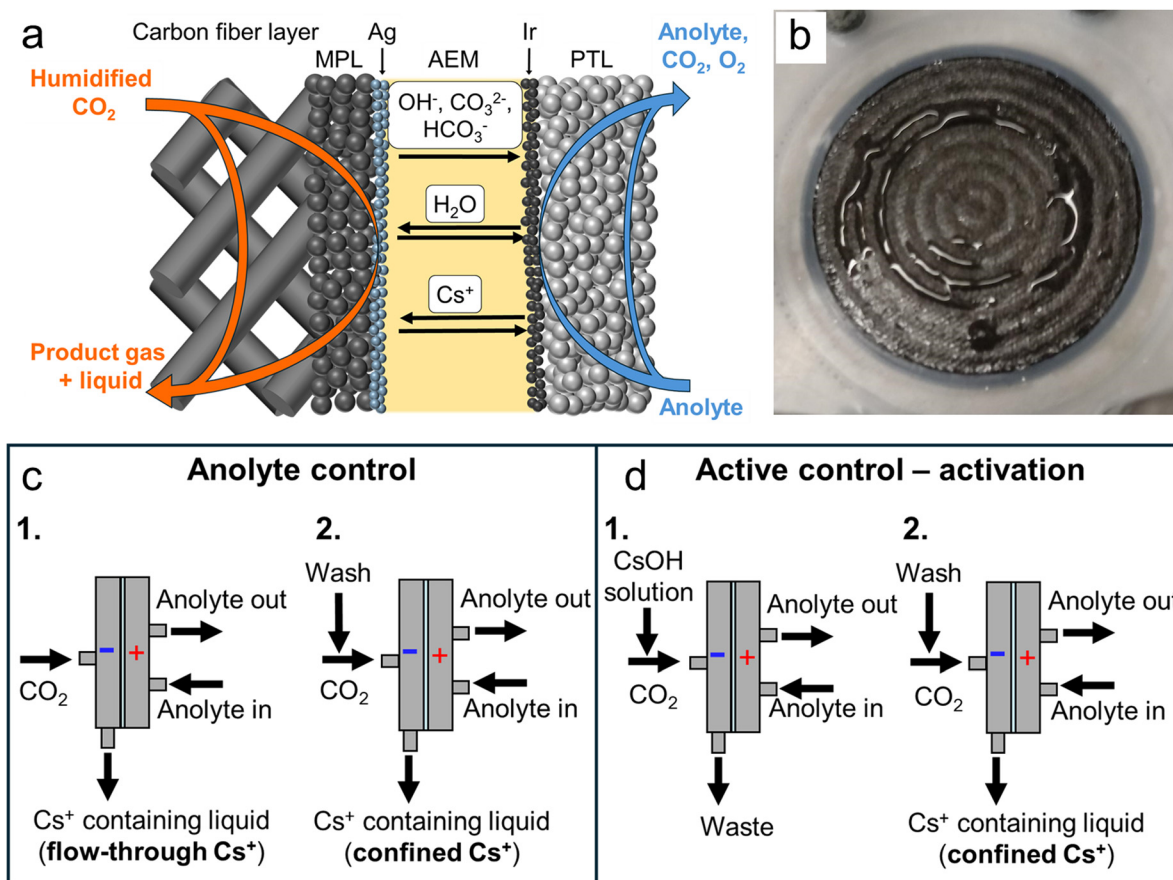 a
Carbon fiber layer
Ag
Ir
MPL
AEM
PTL
Humidified
CO₂
OH⁻, CO₃²⁻,
HCO₃⁻
H₂O
Cs⁺
Product gas
+ liquid
Anolyte,
CO₂, O₂
Anolyte
b
c
Anolyte control
1.
CO₂
-
+
Anolyte out
Anolyte in
Cs⁺ containing liquid
(flow-through Cs⁺)
2.
Wash
CO₂
-
+
Anolyte out
Anolyte in
Cs⁺ containing liquid
(confined Cs⁺)
d
Active control – activation
1.
CsOH
solution
CO₂
-
+
Anolyte out
Anolyte in
Waste
2.
Wash
CO₂
-
+
Anolyte out
Anolyte in
Cs⁺ containing liquid
(confined Cs⁺)